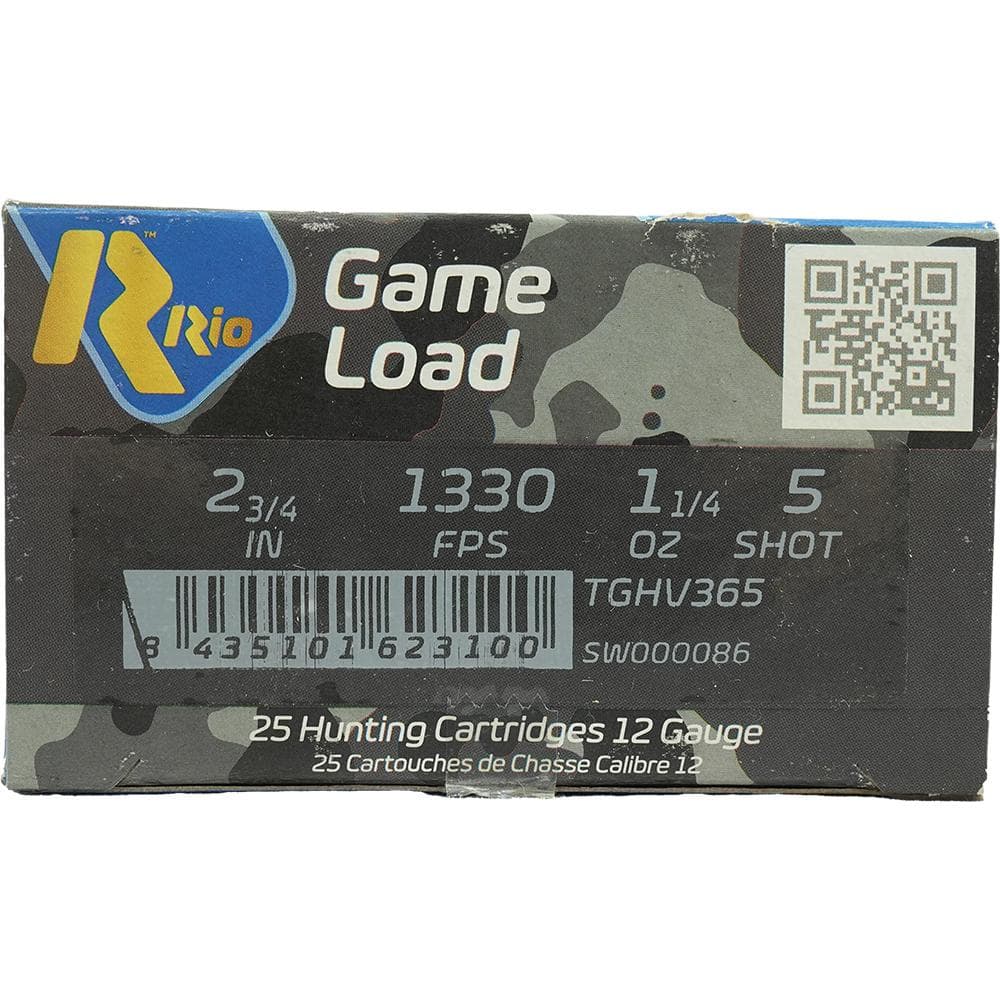 R™ Rio
Game
Load
2 3/4 IN
1330 FPS
1 1/4 OZ
5 SHOT
TGHV365
8 435101 623100
SW000086
25 Hunting Cartridges 12 Gauge
25 Cartouches de Chasse Calibre 12